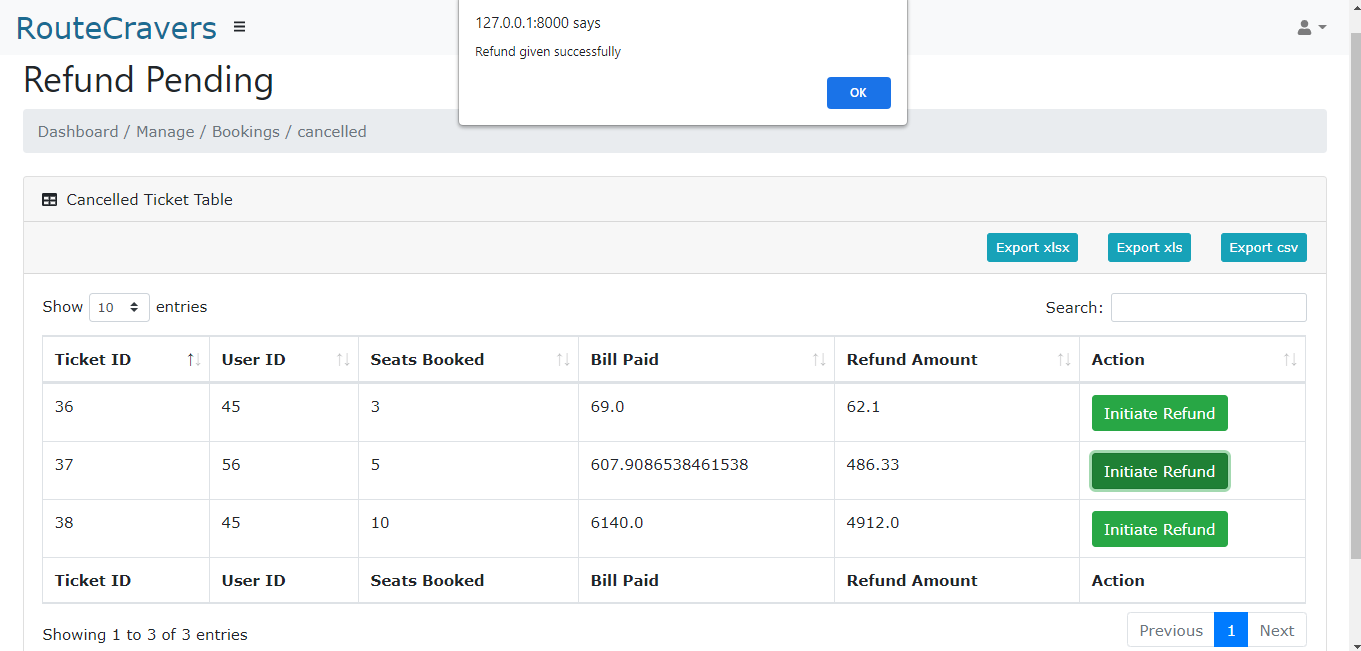 RouteCravers
127.0.0.1:8000 says
Refund given successfully
OK
Refund Pending
Dashboard / Manage / Bookings / cancelled
Cancelled Ticket Table
Export xlsx Export xls Export csv
Show 10 entries Search:
Ticket ID User ID Seats Booked Bill Paid Refund Amount Action
36 45 3 69.0 62.1 Initiate Refund
37 56 5 607.9086538461538 486.33 Initiate Refund
38 45 10 6140.0 4912.0 Initiate Refund
Ticket ID User ID Seats Booked Bill Paid Refund Amount Action
Showing 1 to 3 of 3 entries Previous 1 Next